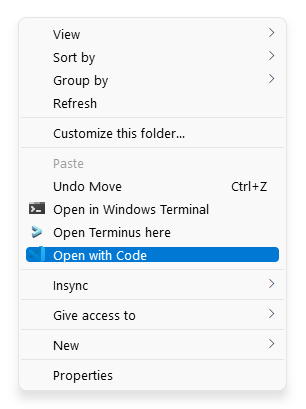 View
Sort by
Group by
Refresh
Customize this folder...
Paste
Undo Move Ctrl+Z
Open in Windows Terminal
Open Terminus here
Open with Code
Insync
Give access to
New
Properties